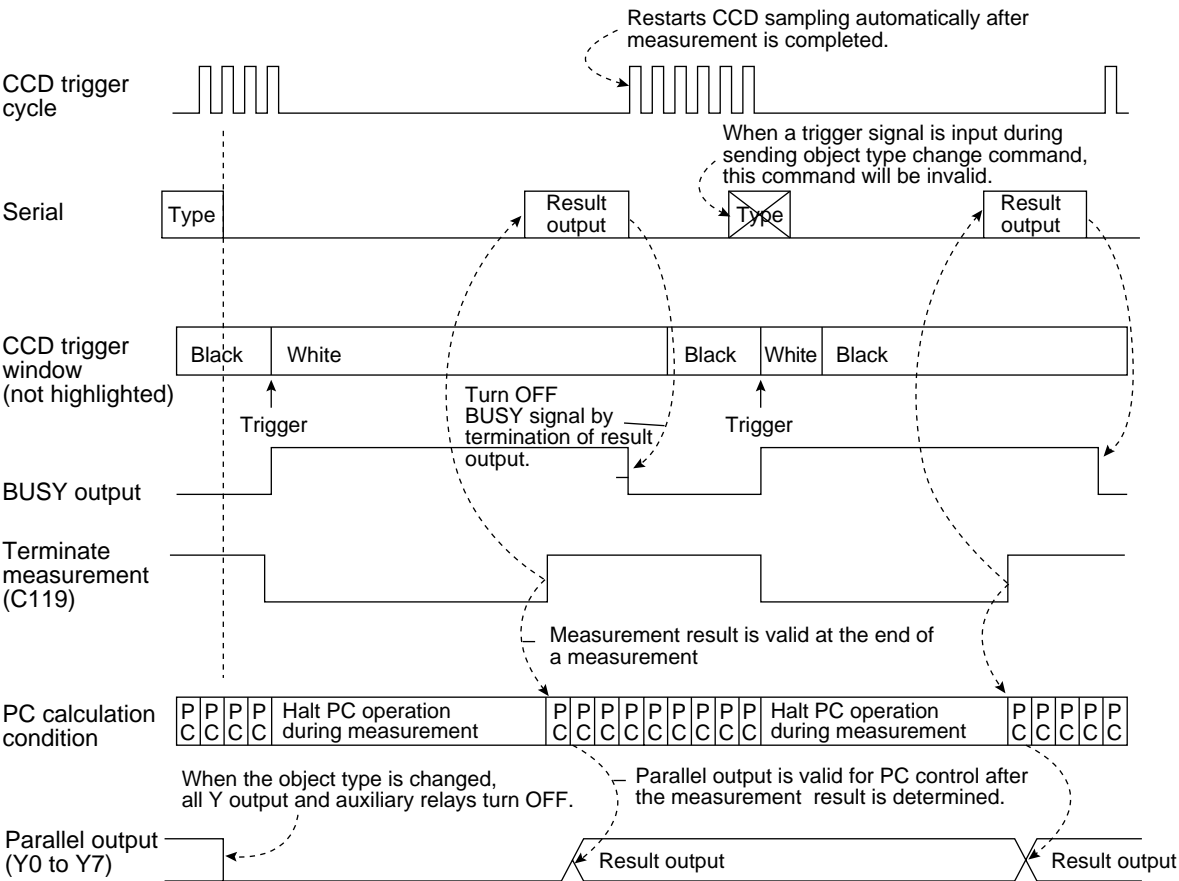 Restarts CCD sampling automatically after
measurement is completed.
CCD trigger
cycle
When a trigger signal is input during
sending object type change command,
this command will be invalid.
Serial
Type
Result
output
Type
Result
output
CCD trigger
window
(not highlighted)
Black
White
Black
White
Black
Trigger
Turn OFF
BUSY signal by
termination of result
output.
Trigger
BUSY output
Terminate
measurement
(C119)
Measurement result is valid at the end of
a measurement
PC calculation
condition
P P P P
C C C C
Halt PC operation
during measurement
P P P P P P P P P
C C C C C C C C C
Halt PC operation
during measurement
P P P P P
C C C C C
When the object type is changed,
all Y output and auxiliary relays turn OFF.
Parallel output is valid for PC control after
the measurement result is determined.
Parallel output
(Y0 to Y7)
Result output
Result output